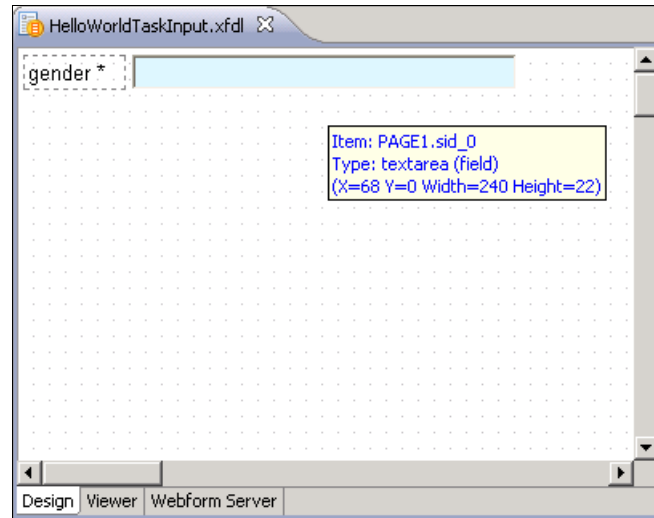 HelloWorldTaskInput.xfdl
gender *
Item: PAGE1.sid_0
Type: textarea (field)
(X=68 Y=0 Width=240 Height=22)
Design Viewer Webform Server